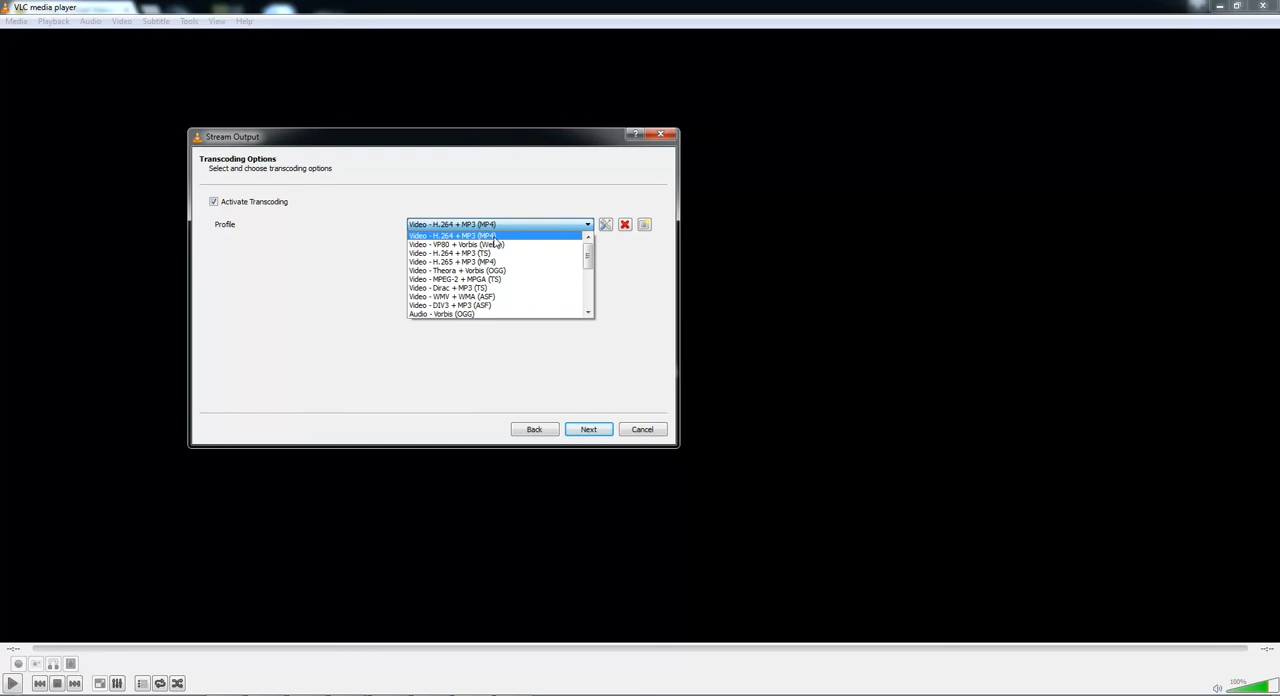 VLC media player
Media Playback Audio Video Subtitle Tools View Help
Stream Output
Transcoding Options
Select and choose transcoding options
Activate Transcoding
Profile
Video - H.264 + MP3 (MP4)
Video - H.264 + MP3 (MP4)
Video - VP80 + Vorbis
Video - H.264 + MP3 (TS)
Video - H.265 + MP3 (MP4)
Video - Theora + Vorbis (OGG)
Video - MPEG-2 + MPGA (TS)
Video - Dirac + MP3 (TS)
Video - WMV + WMA (ASF)
Video - DIV3 + MP3 (ASF)
Audio - Vorbis (OGG)
Back Next Cancel
--:-- --:--
100%